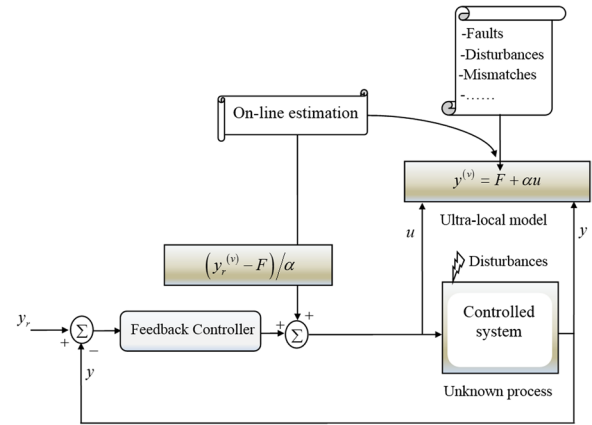 -Faults
-Disturbances
-Mismatches
-......
On-line estimation
y^(v) = F + αu
Ultra-local model
u
y
(y_r^(v) − F)/α
Disturbances
y_r
+
−
Σ
Feedback Controller
+
+
Σ
Controlled
system
y
Unknown process